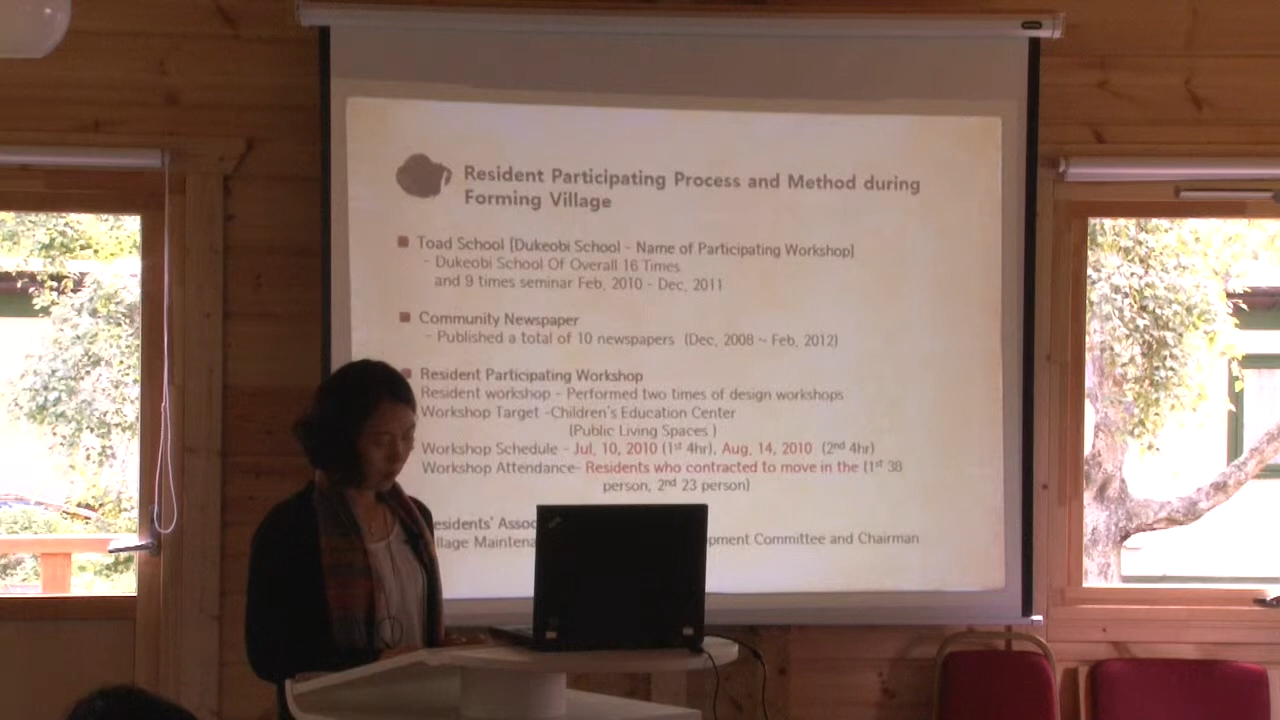 Resident Participating Process and Method during
Forming Village
Toad School [Dukeobi School - Name of Participating Workshop]
- Dukeobi School Of Overall 16 Times
and 9 times seminar Feb, 2010 - Dec, 2011
Community Newspaper
- Published a total of 10 newspapers (Dec, 2008 ~ Feb, 2012)
Resident Participating Workshop
Resident workshop - Performed two times of design workshops
Workshop Target -Children's Education Center
(Public Living Spaces )
Workshop Schedule - Jul, 10, 2010 (1st 4hr), Aug, 14, 2010 (2nd 4hr)
Workshop Attendance- Residents who contracted to move in the (1st 38
person, 2nd 23 person)
esidents' Assoc
llage Maintena pment Committee and Chairman